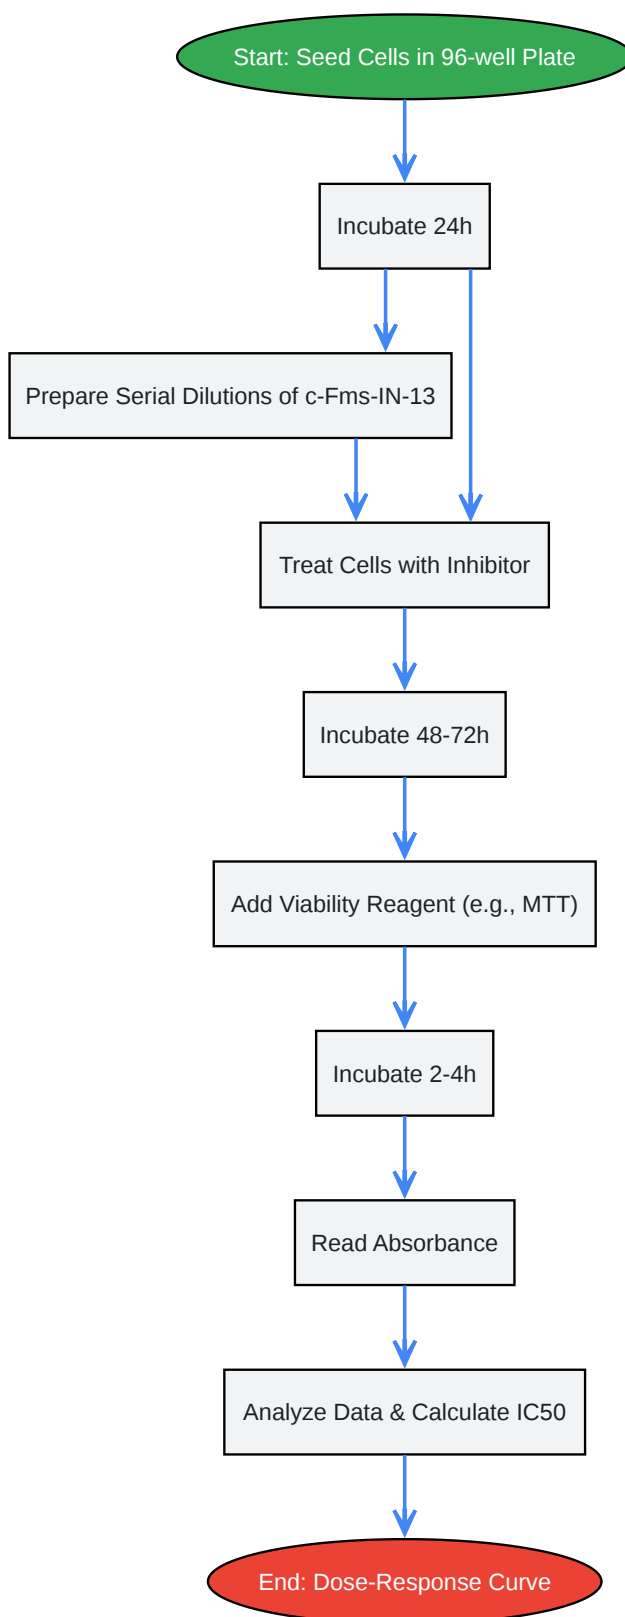 Start: Seed Cells in 96-well Plate
Incubate 24h
Prepare Serial Dilutions of c-Fms-IN-13
Treat Cells with Inhibitor
Incubate 48-72h
Add Viability Reagent (e.g., MTT)
Incubate 2-4h
Read Absorbance
Analyze Data & Calculate IC50
End: Dose-Response Curve